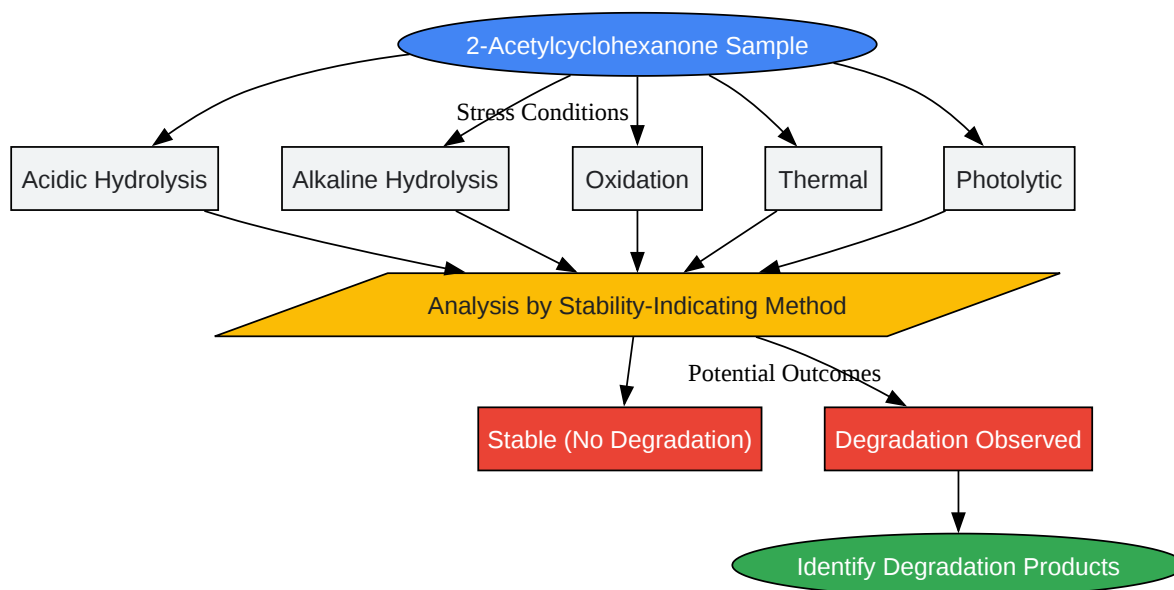 2-Acetylcyclohexanone Sample
Stress Conditions
Acidic Hydrolysis
Alkaline Hydrolysis
Oxidation
Thermal
Photolytic
Analysis by Stability-Indicating Method
Potential Outcomes
Stable (No Degradation)
Degradation Observed
Identify Degradation Products